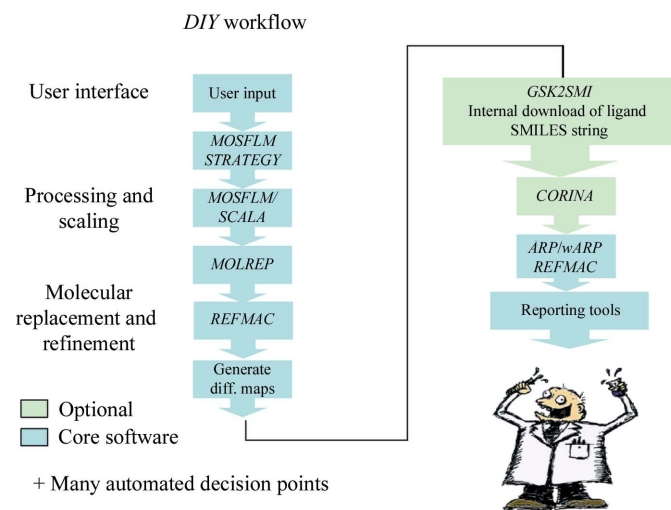 DIY workflow
User interface
User input
MOSFLM
STRATEGY
Processing and
scaling
MOSFLM/
SCALA
MOLREP
Molecular
replacement and
refinement
REFMAC
Generate
diff. maps
Optional
Core software
+ Many automated decision points
GSK2SMI
Internal download of ligand
SMILES string
CORINA
ARP/wARP
REFMAC
Reporting tools